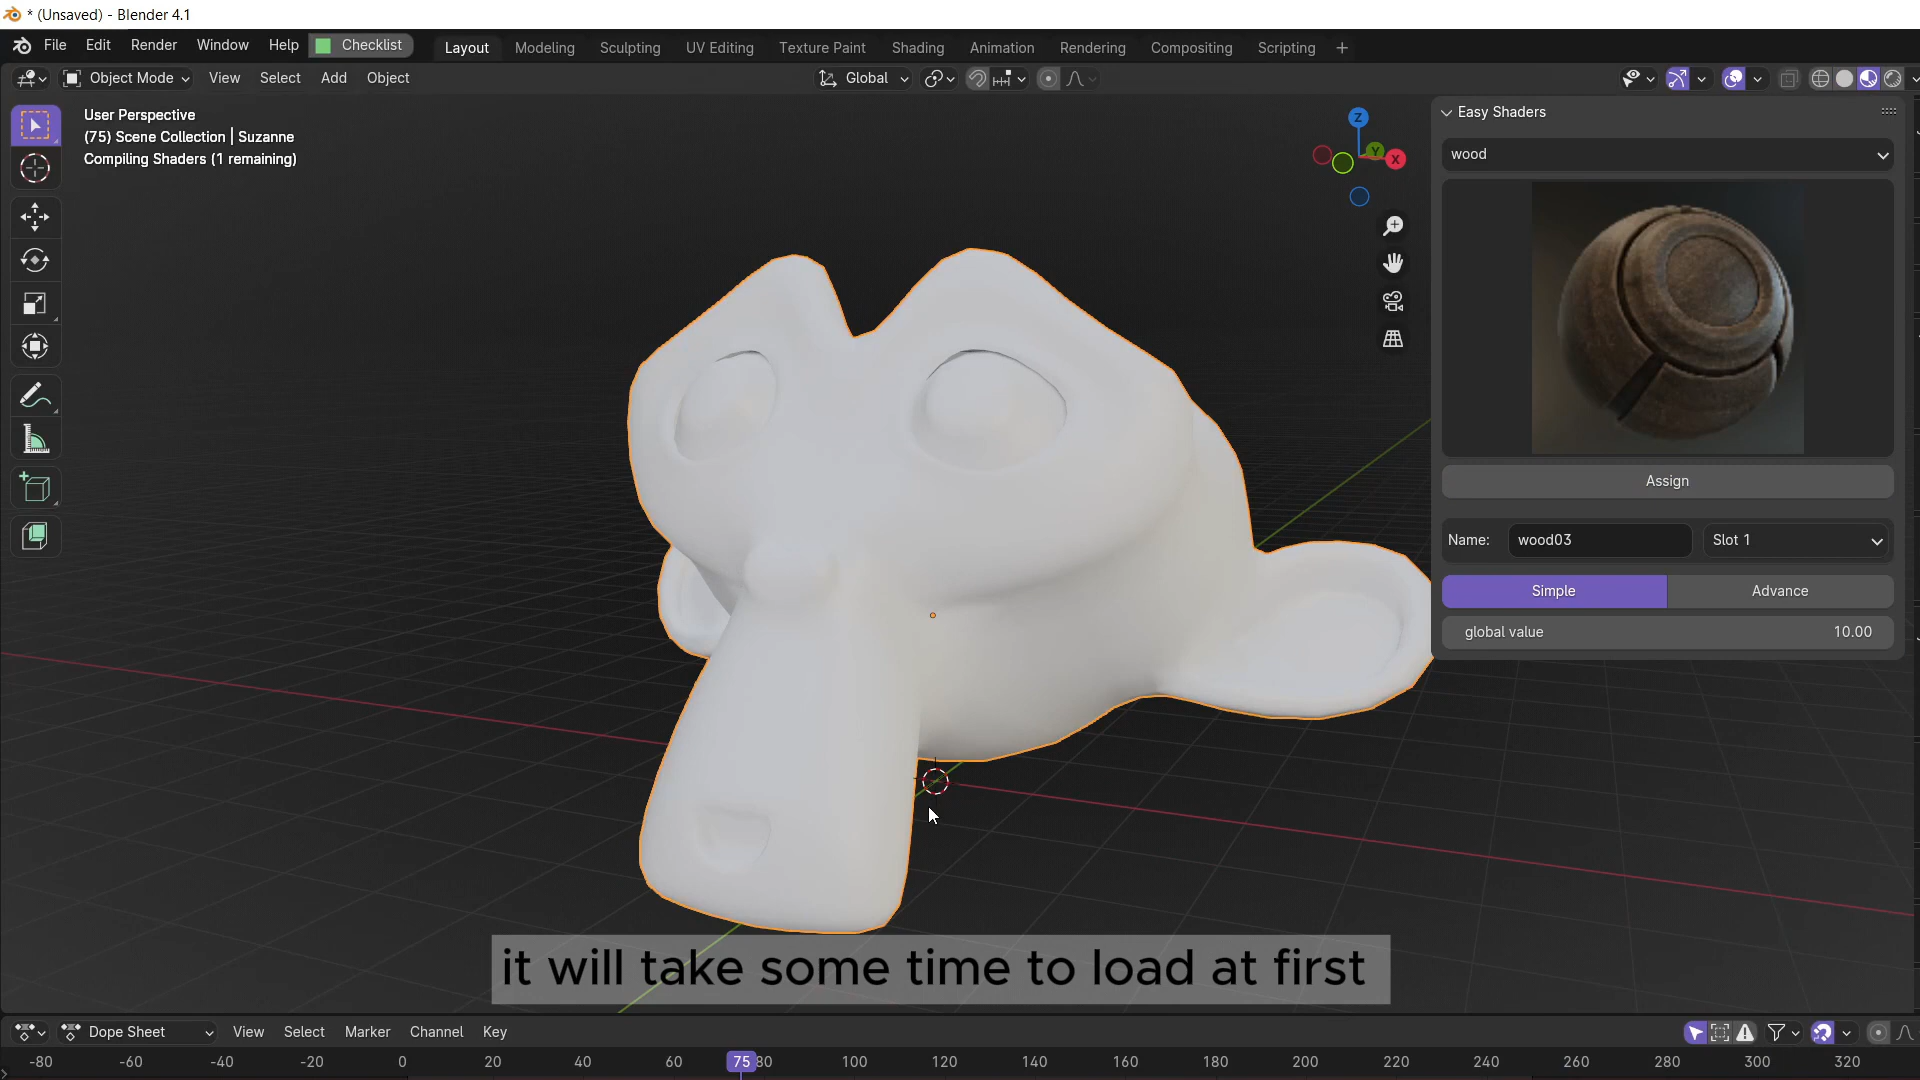 * (Unsaved) - Blender 4.1
File Edit Render Window Help Checklist Layout Modeling Sculpting UV Editing Texture Paint Shading Animation Rendering Compositing Scripting +
Object Mode View Select Add Object Global
User Perspective
(75) Scene Collection | Suzanne
Compiling Shaders (1 remaining)
Z
Y
X
Easy Shaders
wood
Assign
Name: wood03 Slot 1
Simple Advance
global value 10.00
it will take some time to load at first
Dope Sheet View Select Marker Channel Key
-80 -60 -40 -20 0 20 40 60 75 80 100 120 140 160 180 200 220 240 260 280 300 320